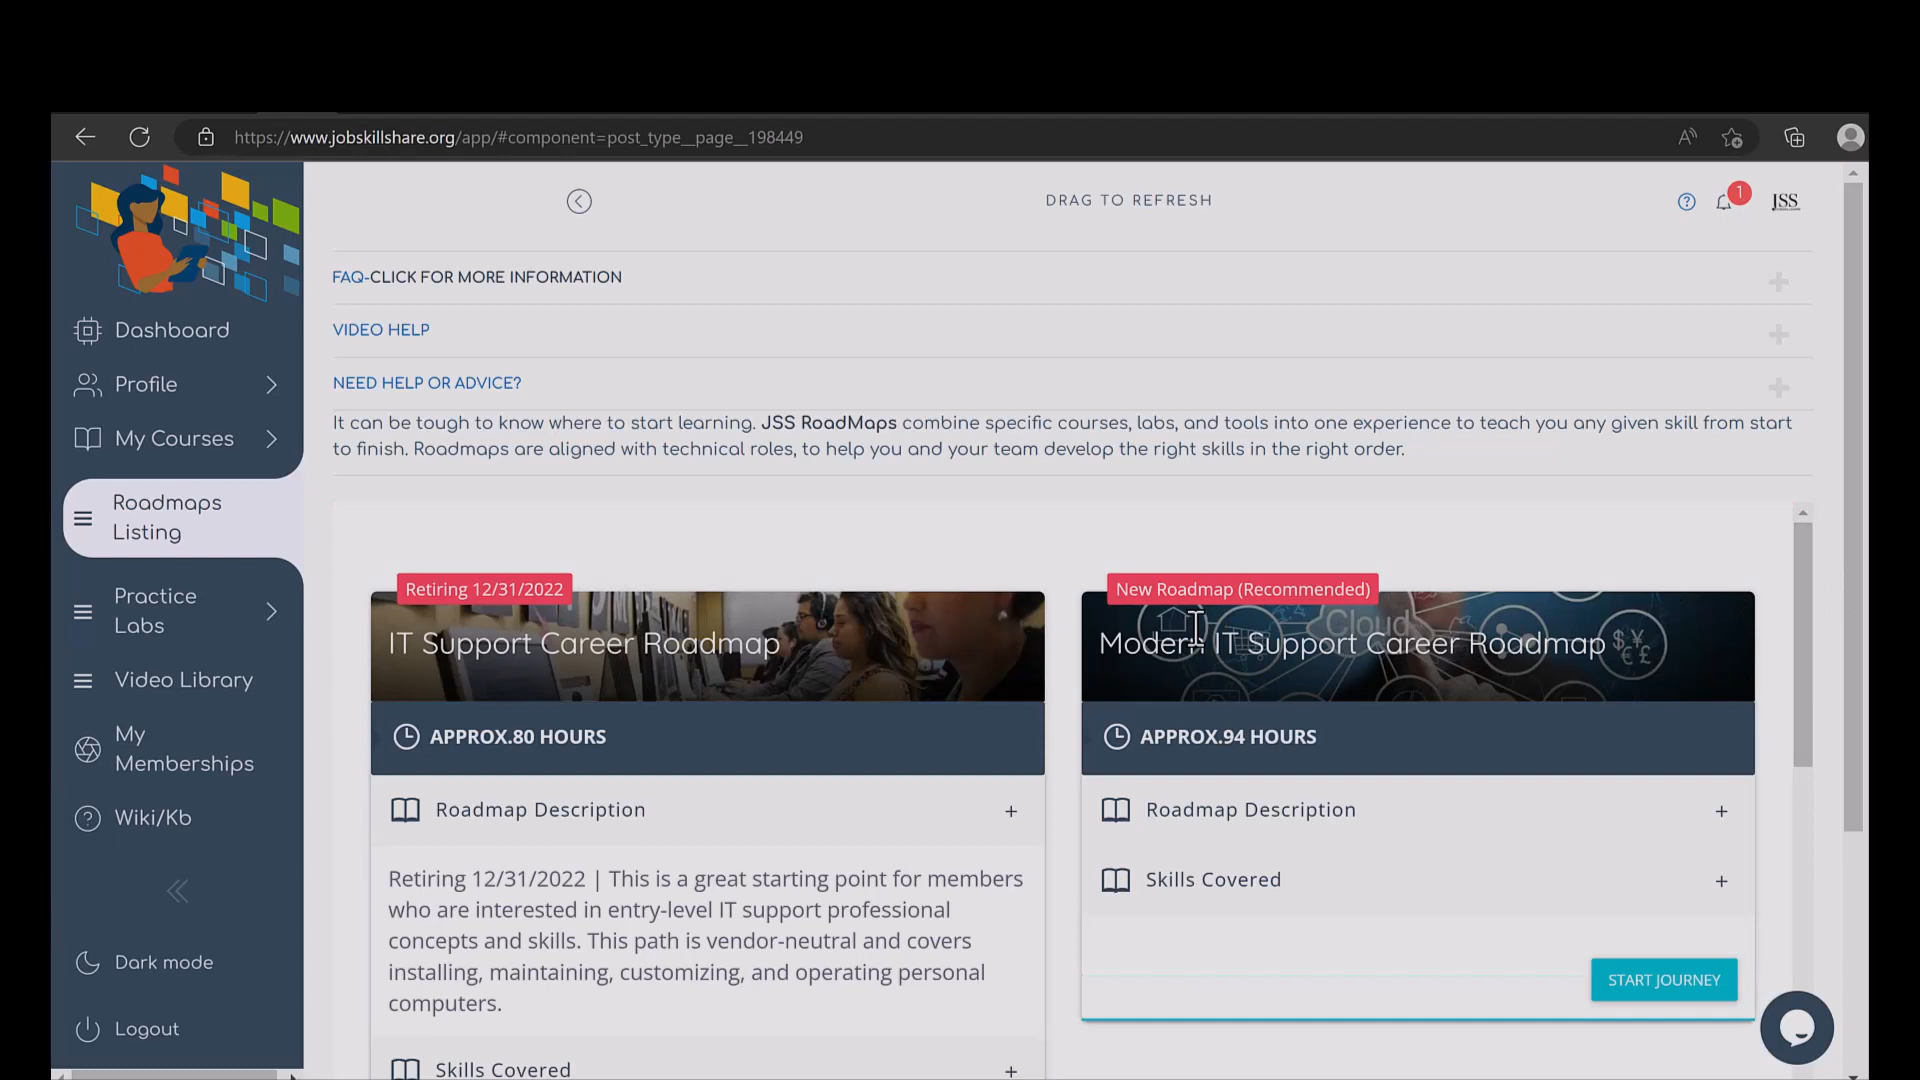 https://www.jobskillshare.org/app/#component=post_type__page__198449
DRAG TO REFRESH
1
JSS
Dashboard
Profile
My Courses
Roadmaps
Listing
Practice
Labs
Video Library
My
Memberships
Wiki/Kb
Dark mode
Logout
FAQ-CLICK FOR MORE INFORMATION
VIDEO HELP
NEED HELP OR ADVICE?
It can be tough to know where to start learning. JSS RoadMaps combine specific courses, labs, and tools into one experience to teach you any given skill from start
to finish. Roadmaps are aligned with technical roles, to help you and your team develop the right skills in the right order.
Retiring 12/31/2022
IT Support Career Roadmap
APPROX.80 HOURS
Roadmap Description
Retiring 12/31/2022 | This is a great starting point for members
who are interested in entry-level IT support professional
concepts and skills. This path is vendor-neutral and covers
installing, maintaining, customizing, and operating personal
computers.
Skills Covered
New Roadmap (Recommended)
Cloud
Modern IT Support Career Roadmap
APPROX.94 HOURS
Roadmap Description
Skills Covered
START JOURNEY